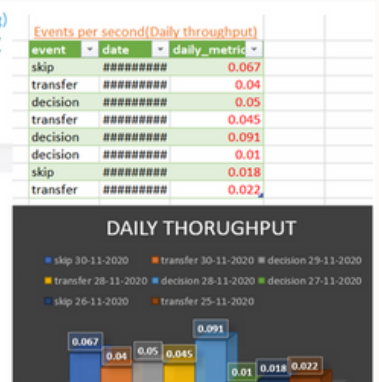 Events per second(Daily throughput)
event date daily_metric
skip ######### 0.067
transfer ######### 0.04
decision ######### 0.05
transfer ######### 0.045
decision ######### 0.091
decision ######### 0.01
skip ######### 0.018
transfer ######### 0.022
DAILY THORUGHPUT
skip 30-11-2020 transfer 30-11-2020 decision 29-11-2020
transfer 28-11-2020 decision 28-11-2020 decision 27-11-2020
skip 26-11-2020 transfer 25-11-2020
0.067 0.04 0.05 0.045 0.091 0.01 0.018 0.022